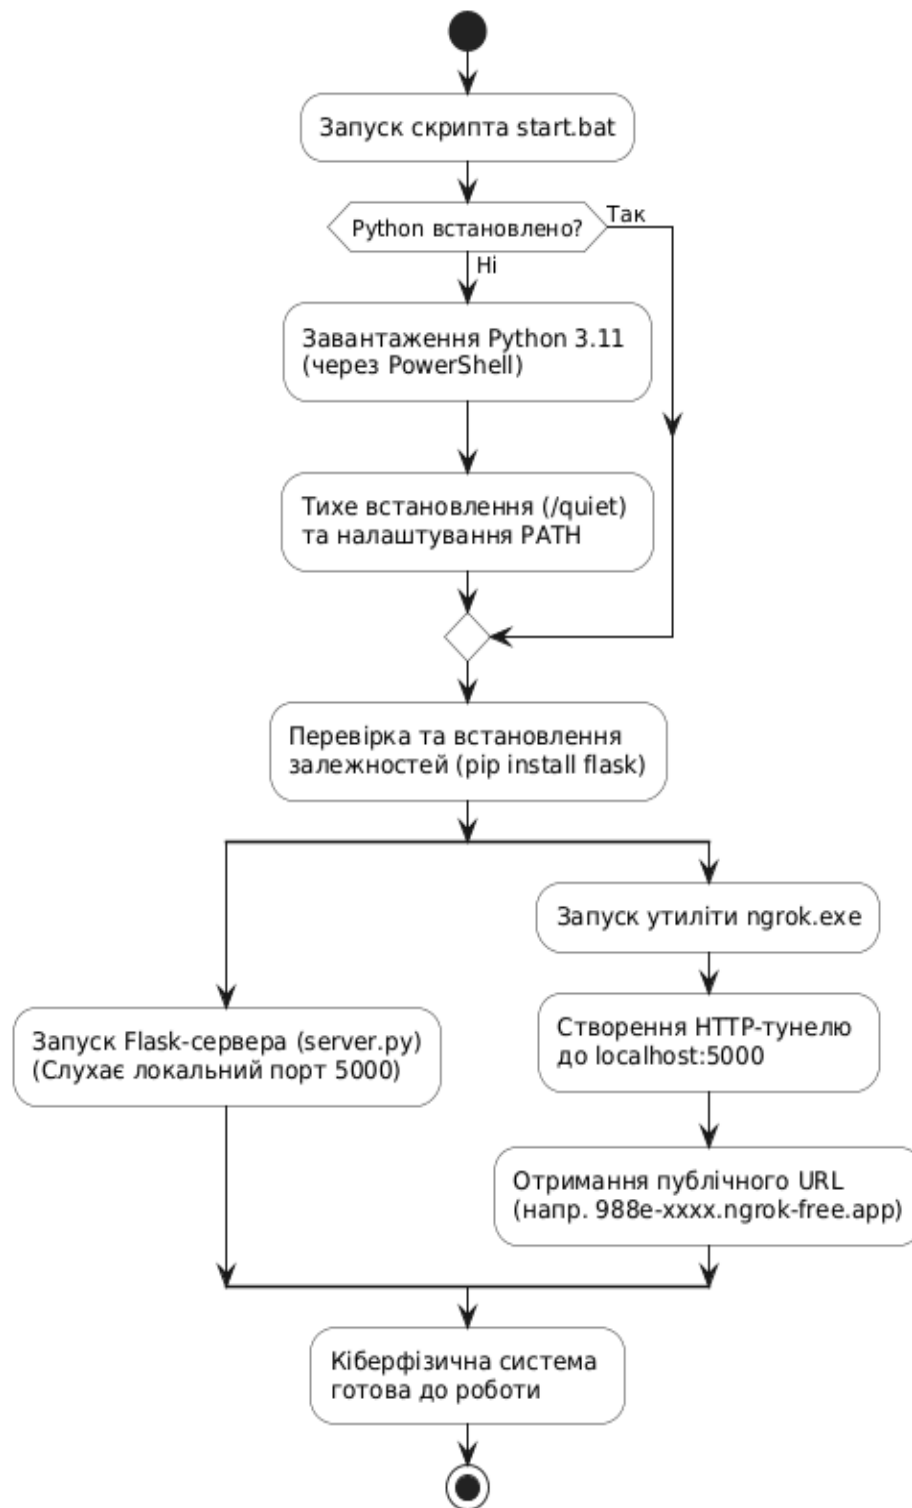 Запуск скрипта start.bat
Python встановлено?
Так
Ні
Завантаження Python 3.11
(через PowerShell)
Тихе встановлення (/quiet)
та налаштування PATH
Перевірка та встановлення
залежностей (pip install flask)
Запуск утиліти ngrok.exe
Запуск Flask-сервера (server.py)
(Слухає локальний порт 5000)
Створення HTTP-тунелю
до localhost:5000
Отримання публічного URL
(напр. 988e-xxxx.ngrok-free.app)
Кіберфізична система
готова до роботи